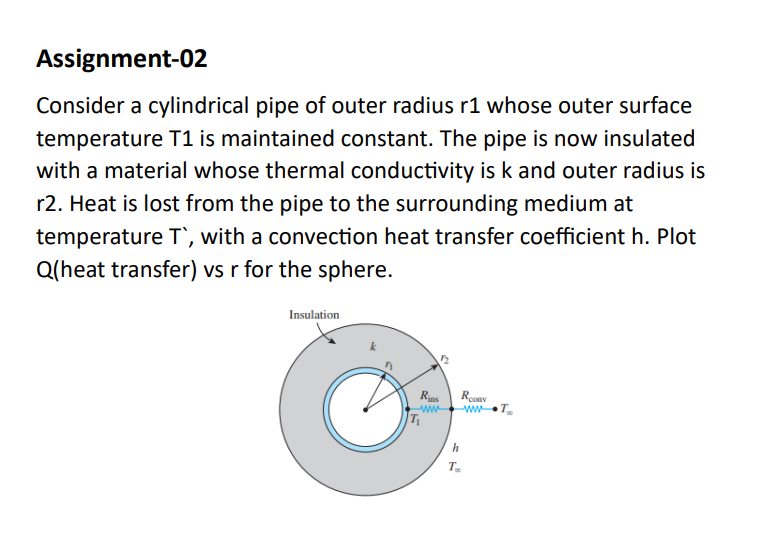 Assignment-02
Consider a cylindrical pipe of outer radius r1 whose outer surface
temperature T1 is maintained constant. The pipe is now insulated
with a material whose thermal conductivity is k and outer radius is
r2. Heat is lost from the pipe to the surrounding medium at
temperature T`, with a convection heat transfer coefficient h. Plot
Q(heat transfer) vs r for the sphere.
Insulation
k
r₁
r₂
Rins
Rconv
T∞
T₁
h
T∞